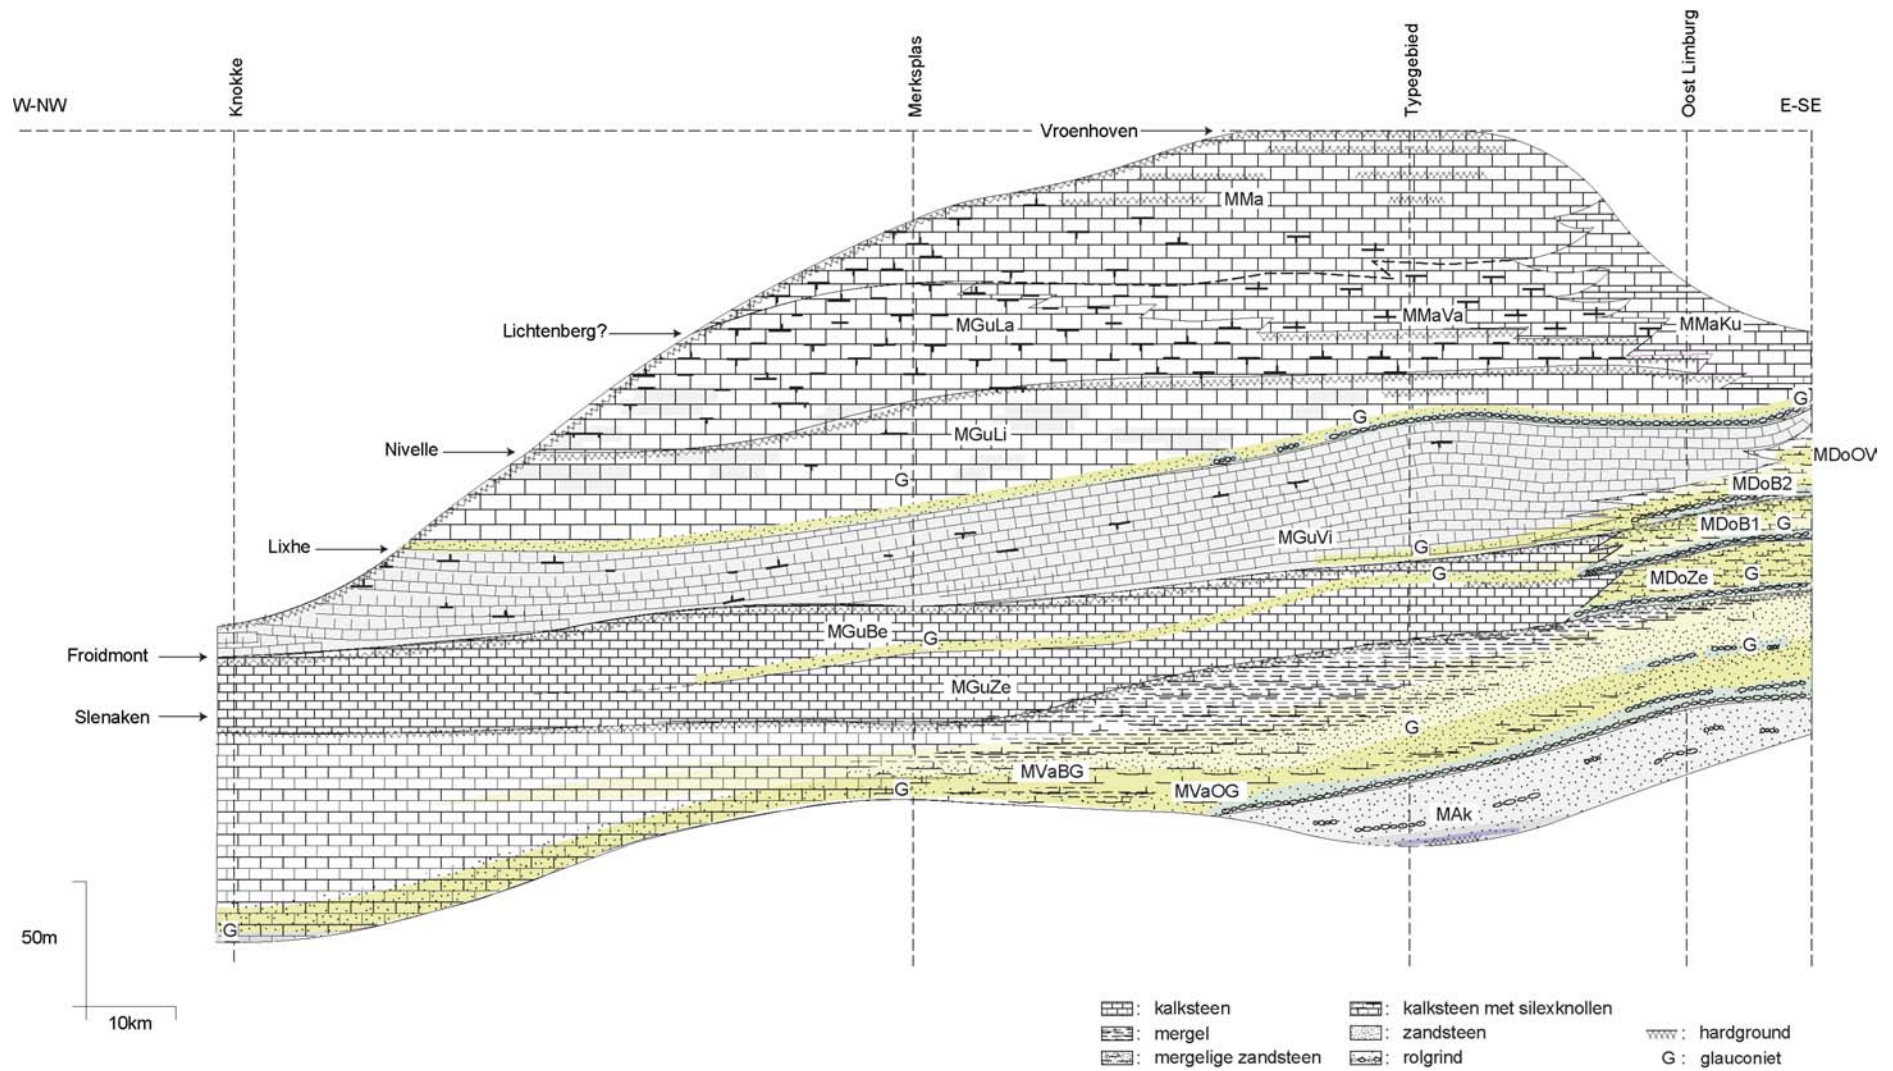 W-NW
Knokke
Merksplas
Typegebied
Oost Limburg
E-SE
Vroenhoven
MMa
Lichtenberg?
MGuLa
MMaVa
MMaKu
G
G
Nivelle
MGuLi
MDoOV
G
MDoB2
MDoB1
G
Lixhe
MGuVi
G
G
MDoZe
G
MGuBe
G
G
Froidmont
MGuZe
Slenaken
G
MVaBG
G
MVaOG
MAk
G
50m
10km
: kalksteen
: mergel
: mergelige zandsteen
: kalksteen met silexknollen
: zandsteen
: rolgrind
: hardground
G : glauconiet